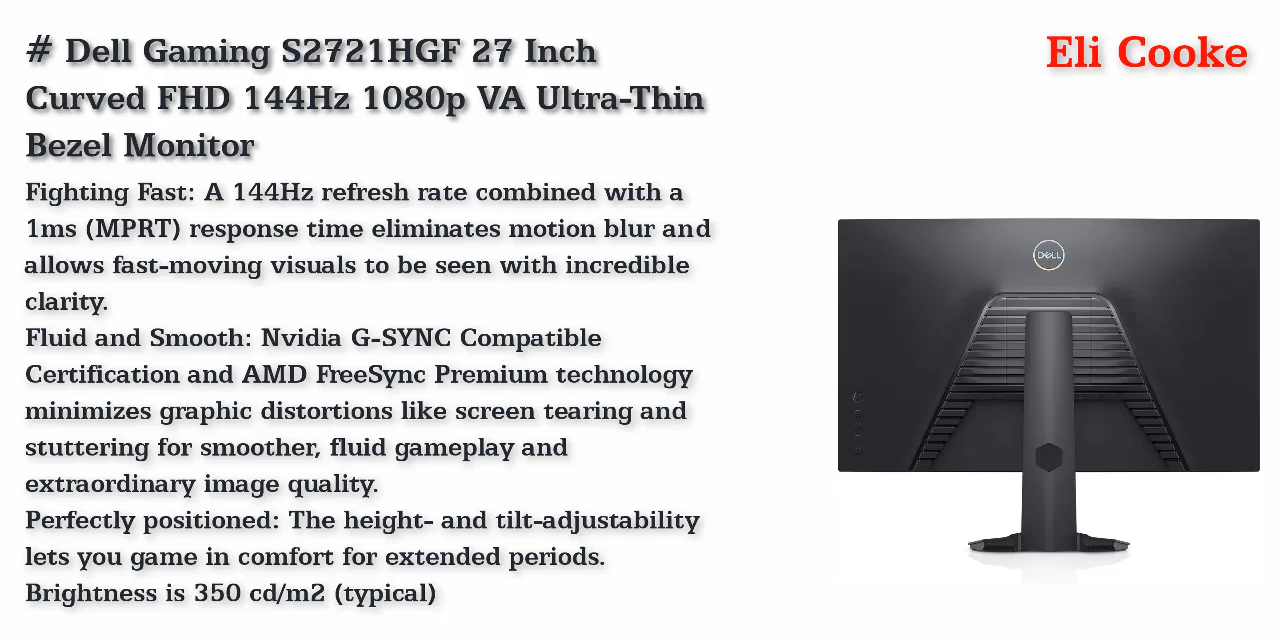 # Dell Gaming S2721HGF 27 Inch
Curved FHD 144Hz 1080p VA Ultra-Thin
Bezel Monitor
Eli Cooke
Fighting Fast: A 144Hz refresh rate combined with a
1ms (MPRT) response time eliminates motion blur and
allows fast-moving visuals to be seen with incredible
clarity.
Fluid and Smooth: Nvidia G-SYNC Compatible
Certification and AMD FreeSync Premium technology
minimizes graphic distortions like screen tearing and
stuttering for smoother, fluid gameplay and
extraordinary image quality.
Perfectly positioned: The height- and tilt-adjustability
lets you game in comfort for extended periods.
Brightness is 350 cd/m2 (typical)
DELL